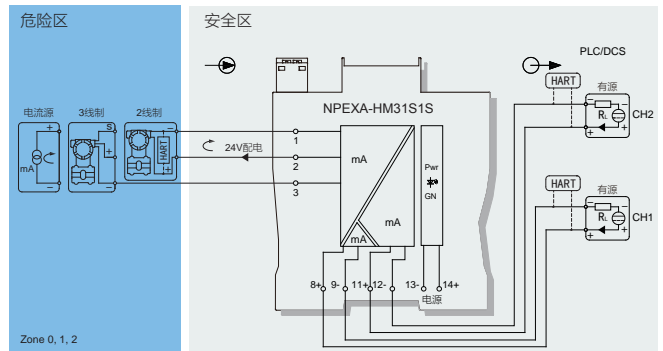 危险区
安全区
PLC/DCS
HART
有源
NPEXA-HM31S1S
电流源
3线制
2线制
+
S
−
−
RL
CH2
mA
+
HART
+
24V配电
1
2
3
mA
Pwr
GN
−
+
+
−
−
HART
有源
mA
−
−
RL
CH1
mA
+
+
8+
9-
11+
12-
13-
14+
电源
Zone 0, 1, 2